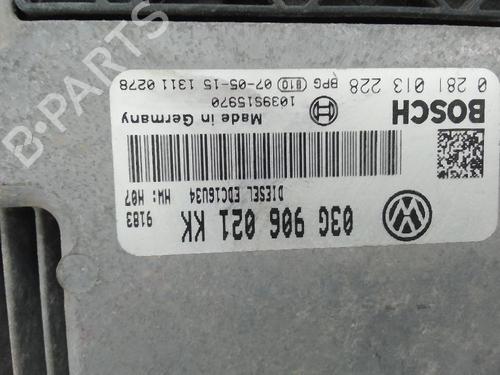 03G 906 021 KK
9183
DIESEL EDC16U34 HW: H07
BOSCH
Made in Germany
1039S15970
0 281 013 228 BPG 810 07-05-15 1311 0278